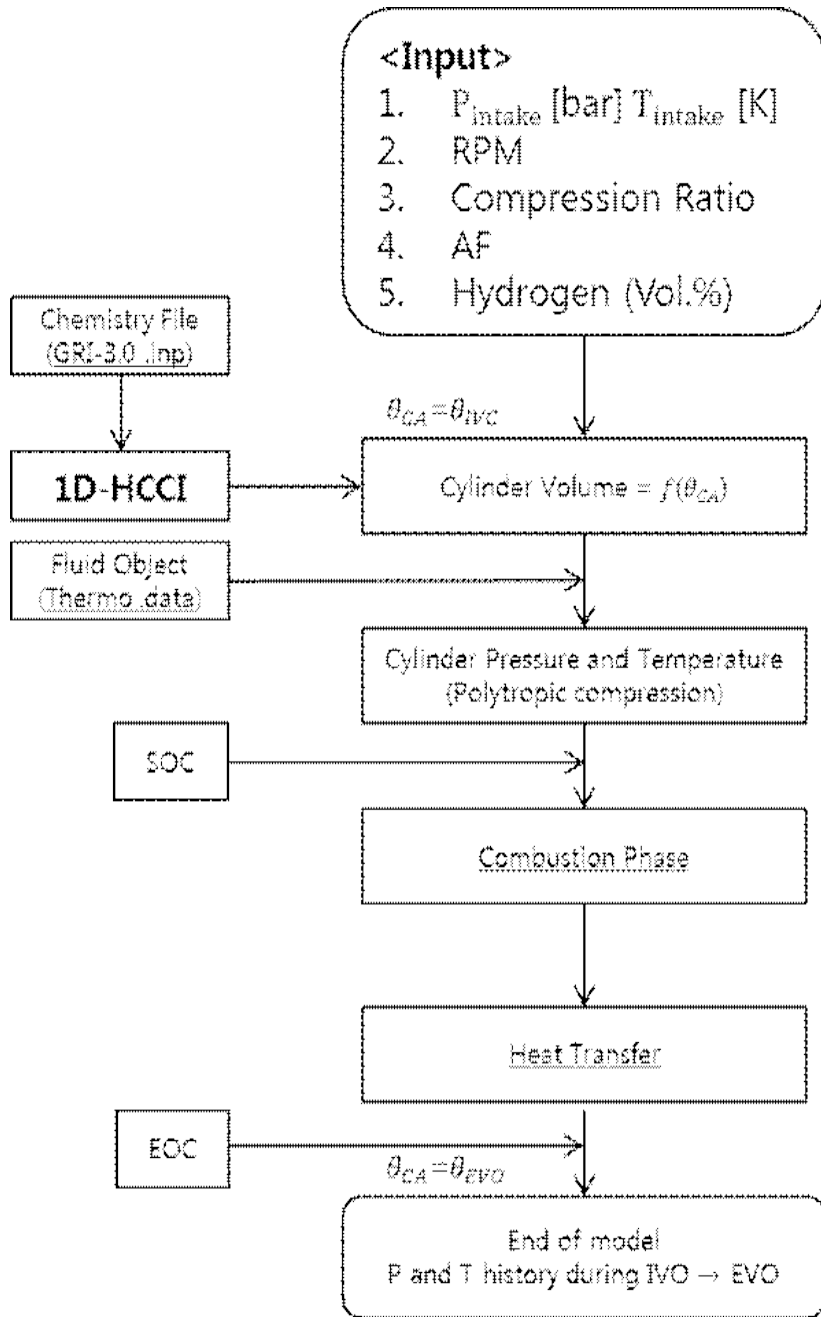 <Input>
1. P_intake [bar] T_intake [K]
2. RPM
3. Compression Ratio
4. AF
5. Hydrogen (Vol.%)
Chemistry File
(GRI-3.0 .inp)
θ_CA=θ_IVC
1D-HCCI
Cylinder Volume = f(θ_CA)
Fluid Object
(Thermo .data)
Cylinder Pressure and Temperature
(Polytropic compression)
SOC
Combustion Phase
Heat Transfer
EOC
θ_CA=θ_EVO
End of model
P and T history during IVO → EVO